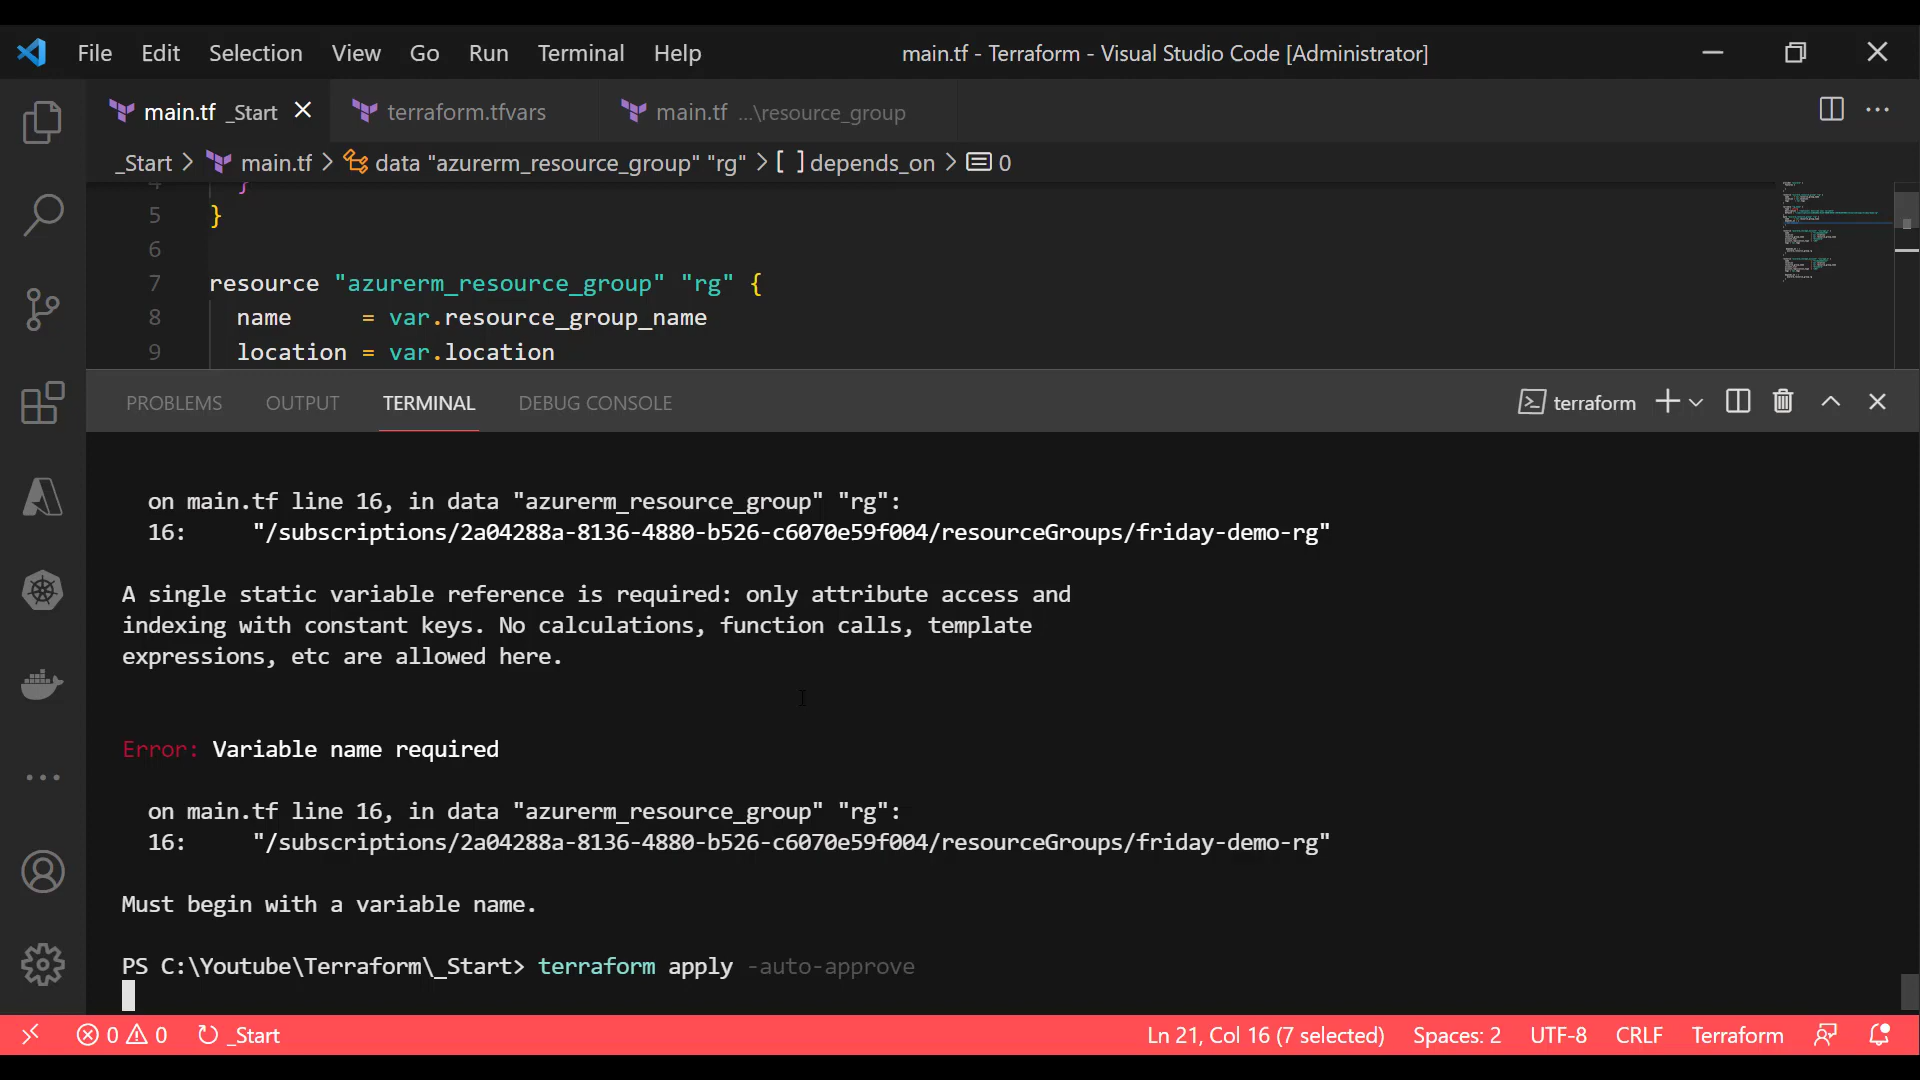 File Edit Selection View Go Run Terminal Help main.tf - Terraform - Visual Studio Code [Administrator]
main.tf _Start terraform.tfvars main.tf ...\resource_group
_Start > main.tf > data "azurerm_resource_group" "rg" > [ ] depends_on > 0
4 }
5 }
6
7 resource "azurerm_resource_group" "rg" {
8 name = var.resource_group_name
9 location = var.location
PROBLEMS OUTPUT TERMINAL DEBUG CONSOLE terraform
on main.tf line 16, in data "azurerm_resource_group" "rg":
16: "/subscriptions/2a04288a-8136-4880-b526-c6070e59f004/resourceGroups/friday-demo-rg"
A single static variable reference is required: only attribute access and
indexing with constant keys. No calculations, function calls, template
expressions, etc are allowed here.
Error: Variable name required
on main.tf line 16, in data "azurerm_resource_group" "rg":
16: "/subscriptions/2a04288a-8136-4880-b526-c6070e59f004/resourceGroups/friday-demo-rg"
Must begin with a variable name.
PS C:\Youtube\Terraform\_Start> terraform apply -auto-approve
0 0 _Start Ln 21, Col 16 (7 selected) Spaces: 2 UTF-8 CRLF Terraform